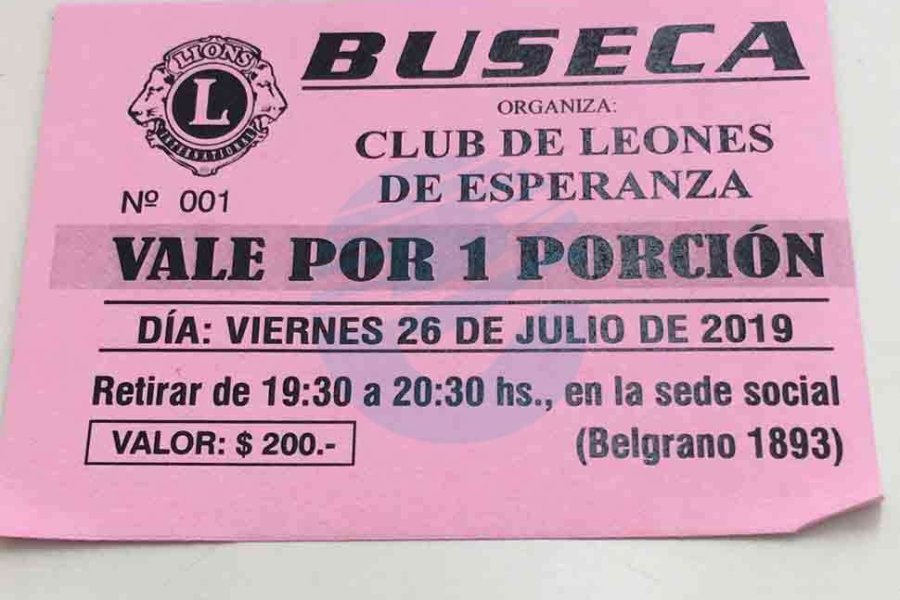 LIONS
L
INTERNATIONAL
BUSECA
ORGANIZA:
CLUB DE LEONES
DE ESPERANZA
Nº 001
VALE POR 1 PORCIÓN
DÍA: VIERNES 26 DE JULIO DE 2019
Retirar de 19:30 a 20:30 hs., en la sede social
VALOR: $ 200.-
(Belgrano 1893)